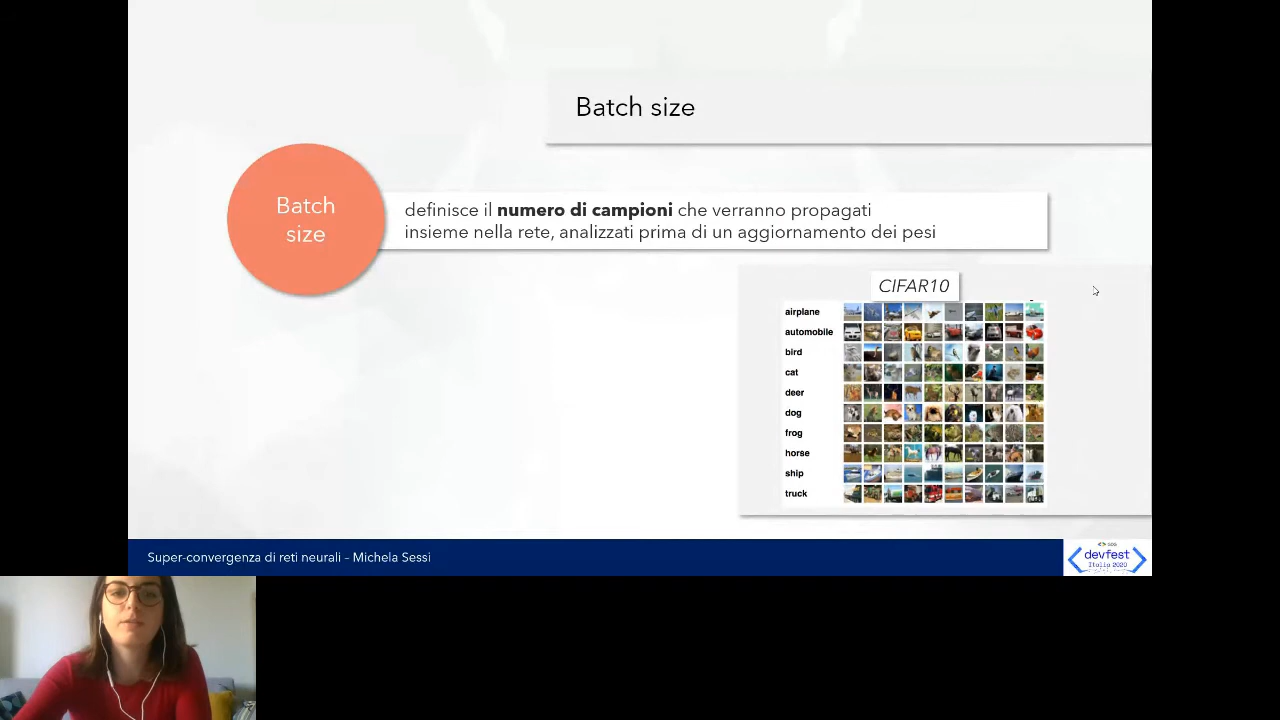 Batch size
Batch
size
definisce il numero di campioni che verranno propagati
insieme nella rete, analizzati prima di un aggiornamento dei pesi
CIFAR10
airplane
automobile
bird
cat
deer
dog
frog
horse
ship
truck
Super-convergenza di reti neurali – Michela Sessi
devfest
Italia 2020